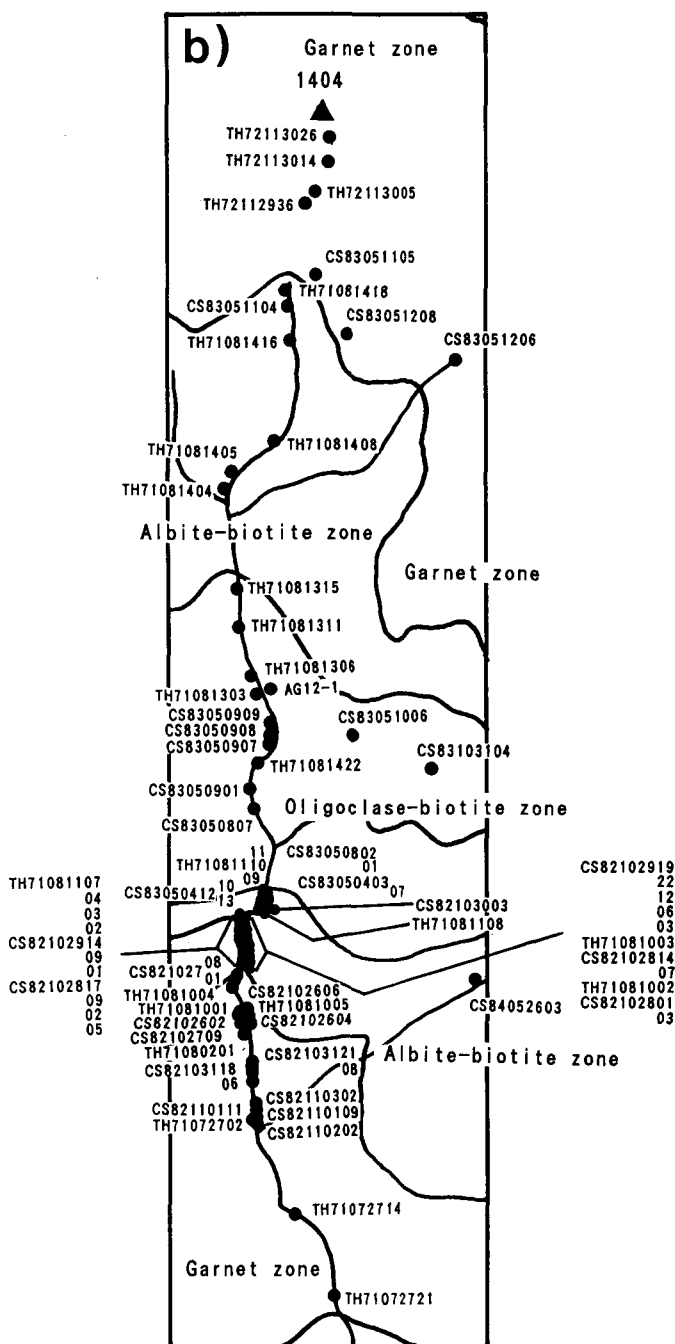 b)
Garnet zone
1404
TH72113026
TH72113014
TH72113005
TH72112936
CS83051105
TH71081418
CS83051104
CS83051208
TH71081416
CS83051206
TH71081408
TH71081405
TH71081404
Albite-biotite zone
Garnet zone
TH71081315
TH71081311
TH71081306
AG12-1
TH71081303
CS83050909
CS83050908
CS83050907
CS83051006
TH71081422
CS83103104
CS83050901
Oligoclase-biotite zone
CS83050807
11
TH71081110
09
CS83050802
01
CS83050403
07
CS83050412
10
13
CS82103003
TH71081108
TH71081107
04
03
02
CS82102914
09
01
CS82102817
09
02
05
CS82102919
22
12
06
03
TH71081003
CS82102814
07
TH71081002
CS82102801
03
08
CS821027
01
CS82102606
TH71081004
TH71081005
TH71081001
CS82102604
CS82102602
CS82102709
CS84052603
TH71080201
CS82103121
08
Albite-biotite zone
CS82103118
06
CS82110302
CS82110111
CS82110109
TH71072702
CS82110202
TH71072714
Garnet zone
TH71072721